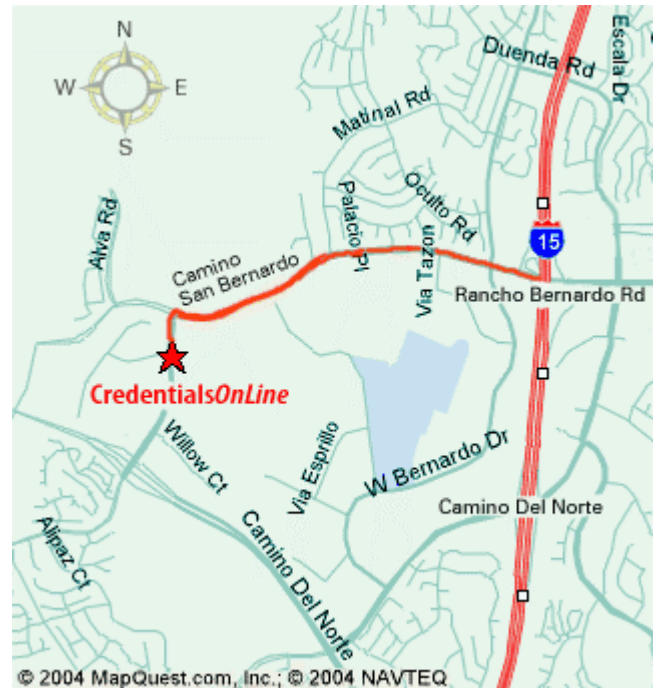 N
W
E
S
Duenda Rd
Escala Dr
Matinal Rd
Oculto Rd
Palacio Pl
Alva Rd
Camino
San Bernardo
Via Tazon
15
Rancho Bernardo Rd
CredentialsOnLine
Willow Ct
Via Esprillo
W Bernardo Dr
Camino Del Norte
Alipaz Ct
Camino Del Norte
© 2004 MapQuest.com, Inc.; © 2004 NAVTEQ